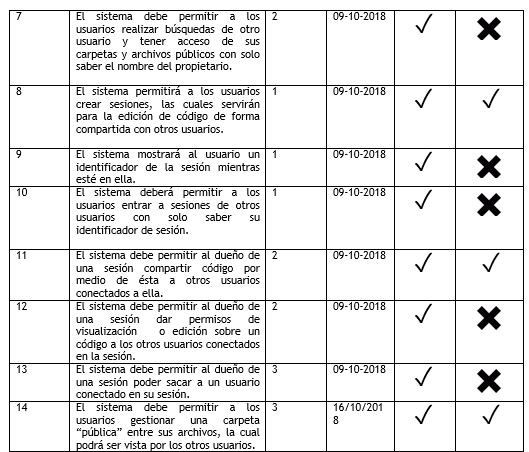 7 El sistema debe permitir a los 2 09-10-2018 ✓ ✖
usuarios realizar búsquedas de otro
usuario y tener acceso de sus
carpetas y archivos públicos con solo
saber el nombre del propietario.
8 El sistema permitirá a los usuarios 1 09-10-2018 ✓ ✓
crear sesiones, las cuales servirán
para la edición de código de forma
compartida con otros usuarios.
9 El sistema mostrará al usuario un 1 09-10-2018 ✓ ✖
identificador de la sesión mientras
esté en ella.
10 El sistema deberá permitir a los 1 09-10-2018 ✓ ✖
usuarios entrar a sesiones de otros
usuarios con solo saber su
identificador de sesión.
11 El sistema debe permitir al dueño de 2 09-10-2018 ✓ ✓
una sesión compartir código por
medio de ésta a otros usuarios
conectados a ella.
12 El sistema debe permitir al dueño de 2 09-10-2018 ✓ ✖
una sesión dar permisos de
visualización o edición sobre un
código a los otros usuarios conectados
en la sesión.
13 El sistema debe permitir al dueño de 3 09-10-2018 ✓ ✖
una sesión poder sacar a un usuario
conectado en su sesión.
14 El sistema debe permitir a los 3 16/10/201 ✓ ✓
usuarios gestionar una carpeta 8
“pública” entre sus archivos, la cual
podrá ser vista por los otros usuarios.